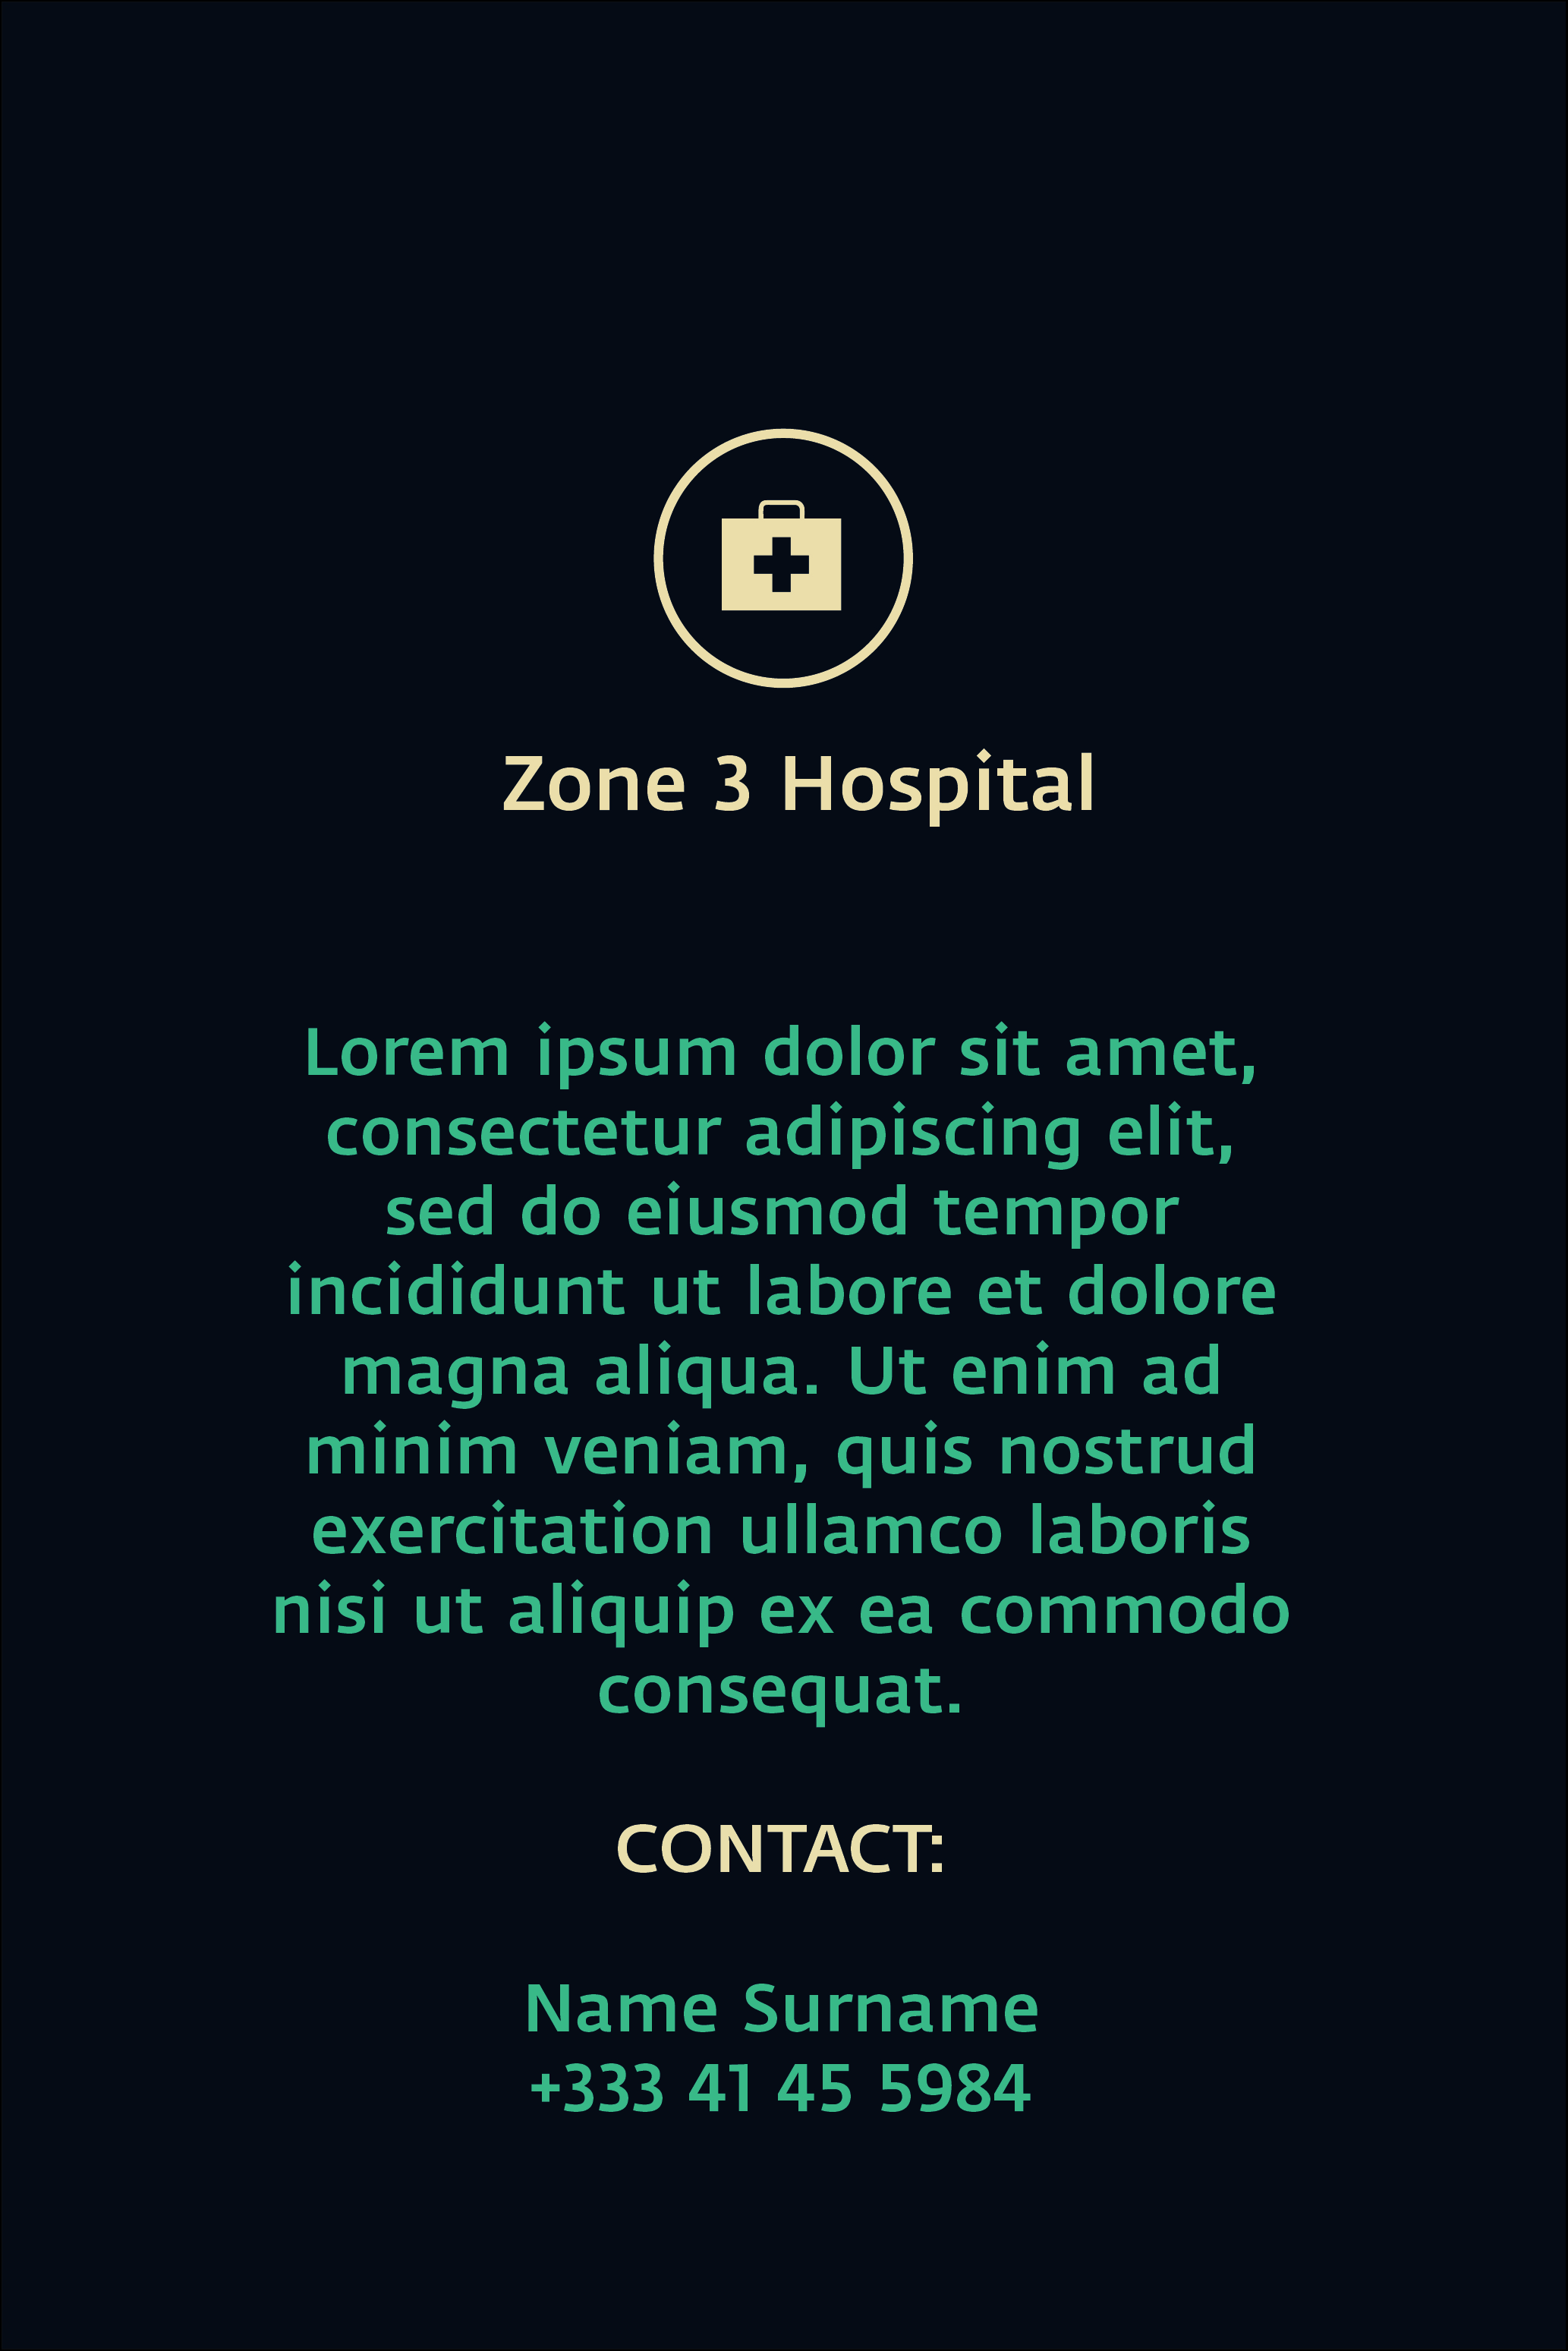 Zone 3 Hospital
Lorem ipsum dolor sit amet,
consectetur adipiscing elit,
sed do eiusmod tempor
incididunt ut labore et dolore
magna aliqua. Ut enim ad
minim veniam, quis nostrud
exercitation ullamco laboris
nisi ut aliquip ex ea commodo
consequat.
CONTACT:
Name Surname
+333 41 45 5984